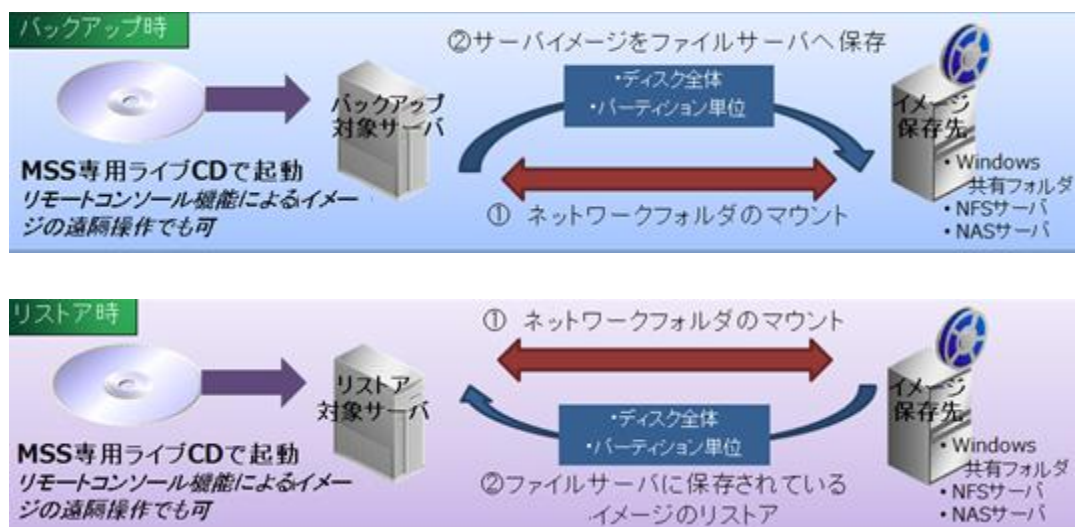 バックアップ時
②サーバイメージをファイルサーバへ保存
・ディスク全体
・パーティション単位
バックアップ
対象サーバ
イメージ
保存先
MSS専用ライブCDで起動
リモートコンソール機能によるイメー
ジの遠隔操作でも可
① ネットワークフォルダのマウント
・Windows
共有フォルダ
・NFSサーバ
・NASサーバ
リストア時
① ネットワークフォルダのマウント
リストア
対象サーバ
イメージ
保存先
・ディスク全体
・パーティション単位
MSS専用ライブCDで起動
リモートコンソール機能によるイメー
ジの遠隔操作でも可
②ファイルサーバに保存されている
イメージのリストア
・Windows
共有フォルダ
・NFSサーバ
・NASサーバ